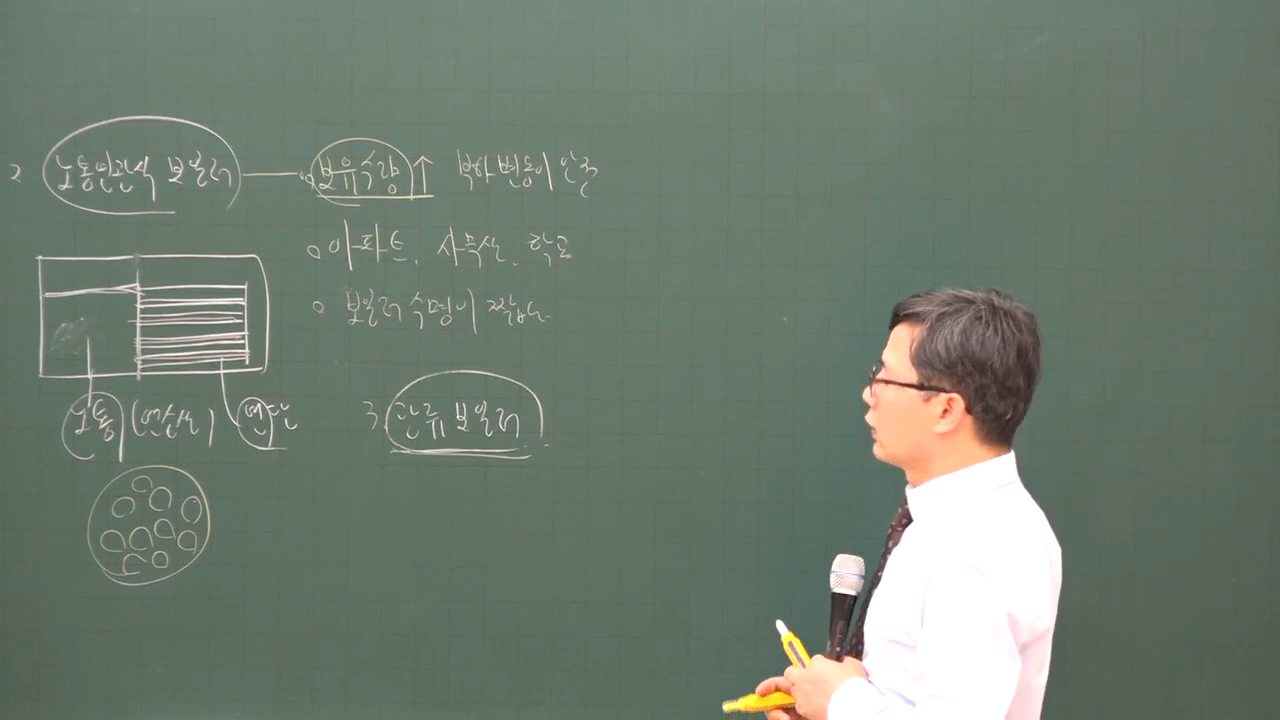 2 노통연관식 보일러
보유수량↑ 부하변동이 안전
o 아파트, 사무실, 학교
o 보일러 수명이 짧다.
노통 (연소실) 연관
3. 관류 보일러